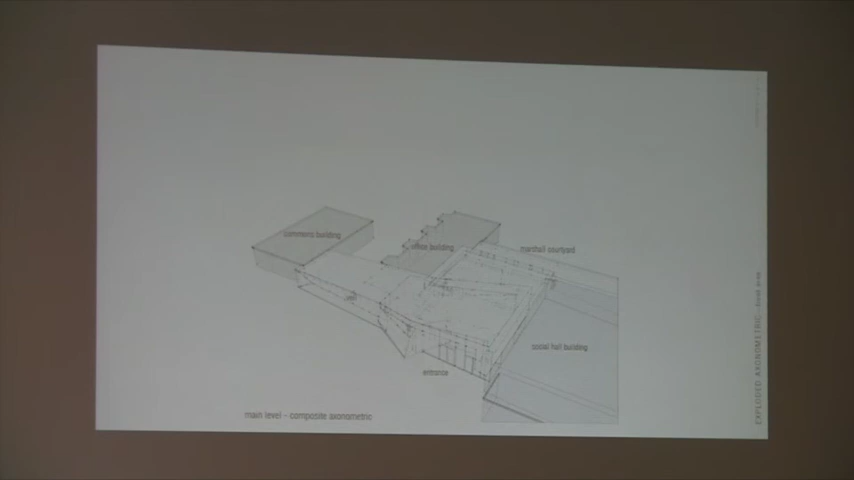 commons building
office building
marshall courtyard
social hall building
entrance
main level - composite axonometric
EXPLODED AXONOMETRIC